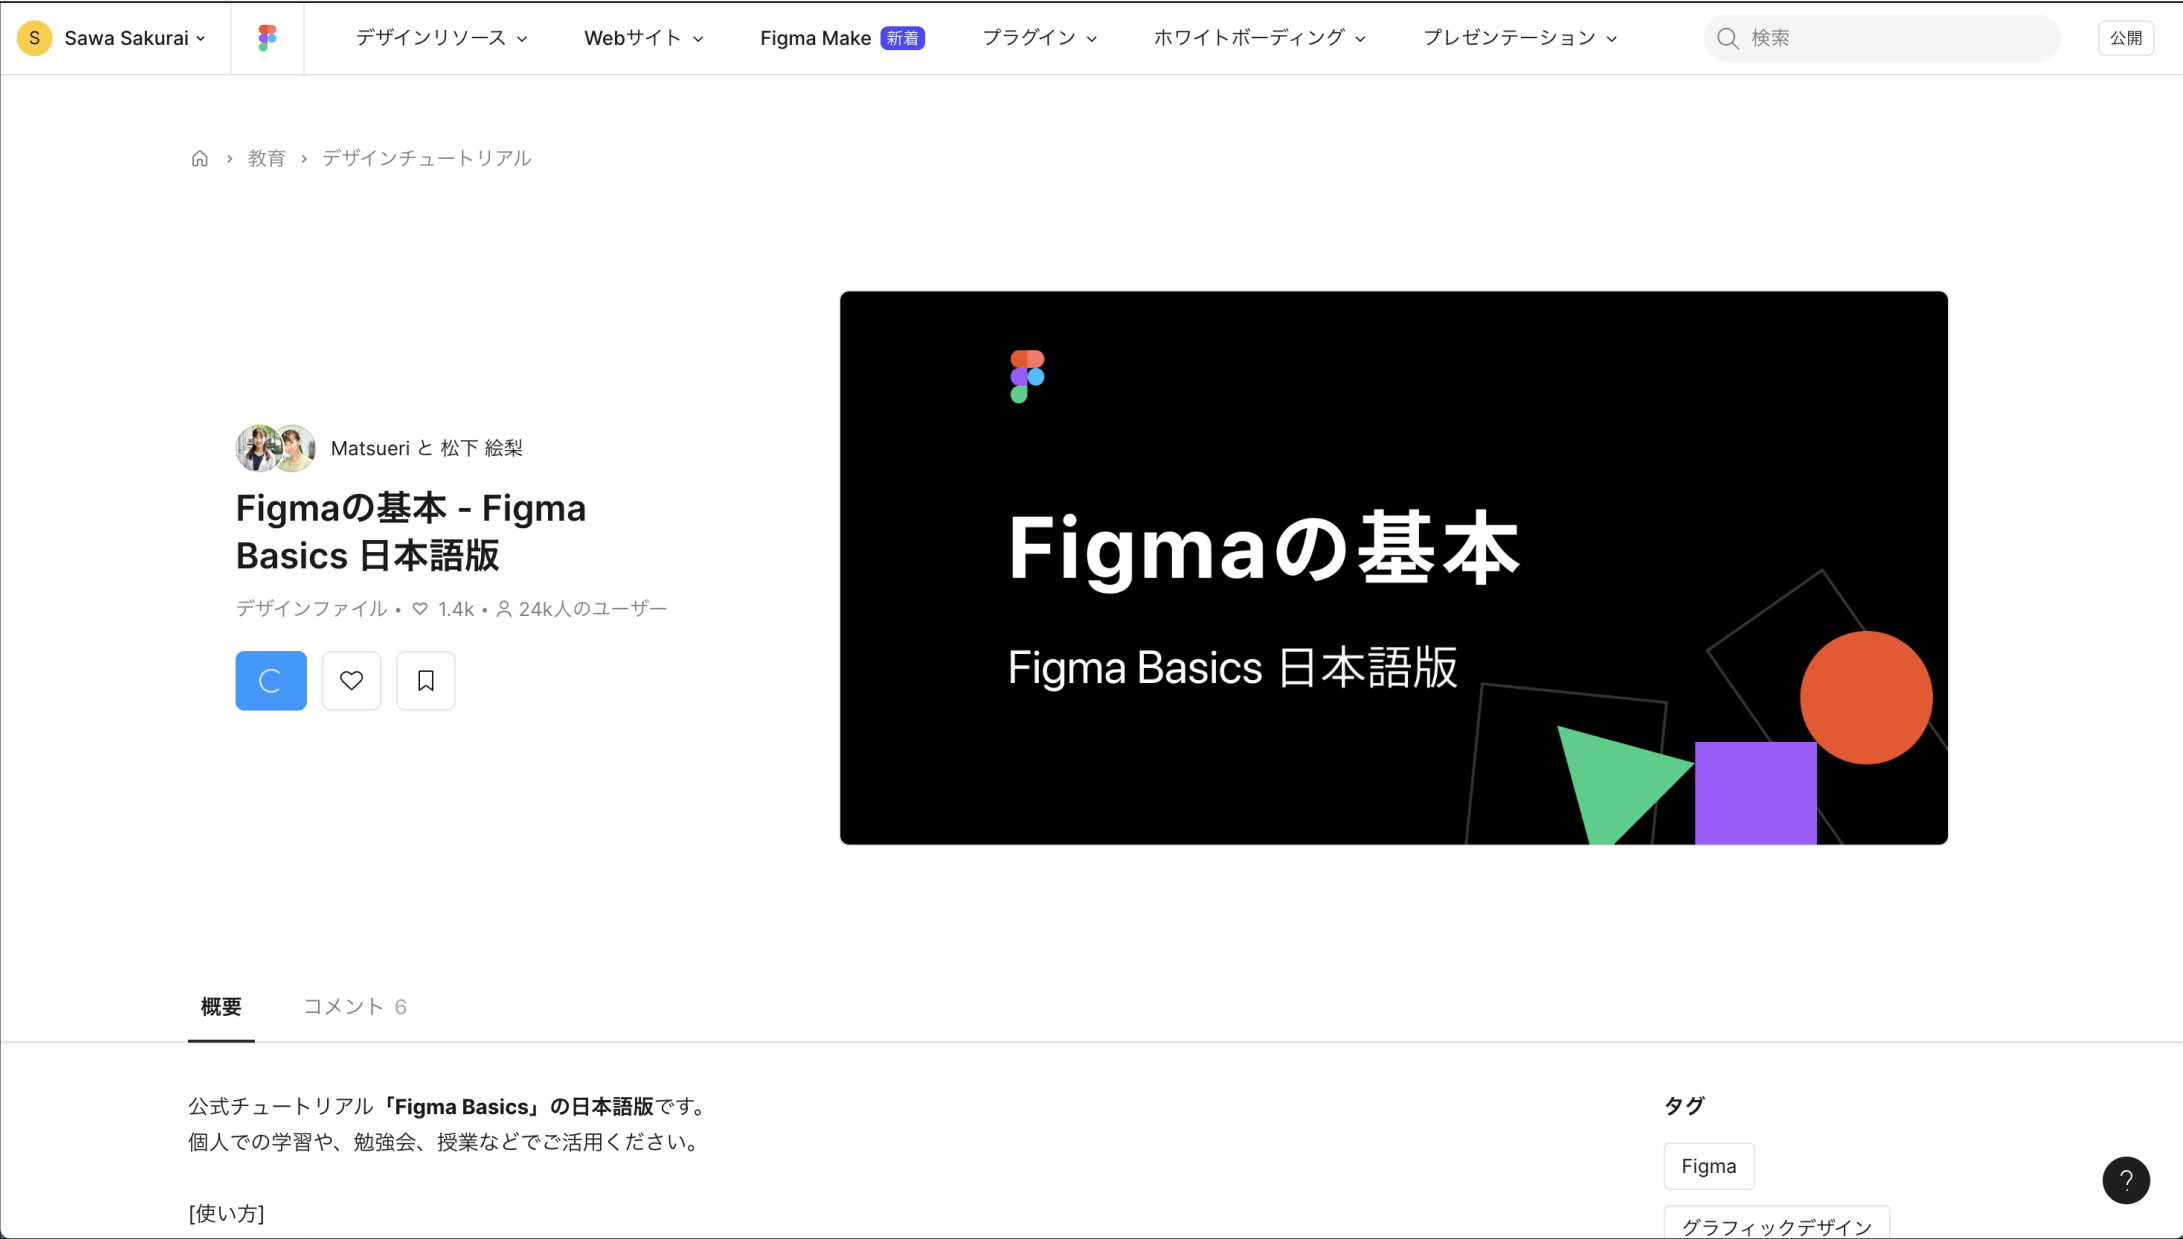 S Sawa Sakurai
デザインリソース
Webサイト
Figma Make 新着
プラグイン
ホワイトボーディング
プレゼンテーション
検索
公開
教育 › デザインチュートリアル
Matsueri と 松下 絵梨
Figmaの基本 - Figma
Basics 日本語版
デザインファイル • 1.4k • 24k人のユーザー
Figmaの基本
Figma Basics 日本語版
概要
コメント 6
公式チュートリアル「Figma Basics」の日本語版です。
個人での学習や、勉強会、授業などでご活用ください。
[使い方]
タグ
Figma
グラフィックデザイン
?